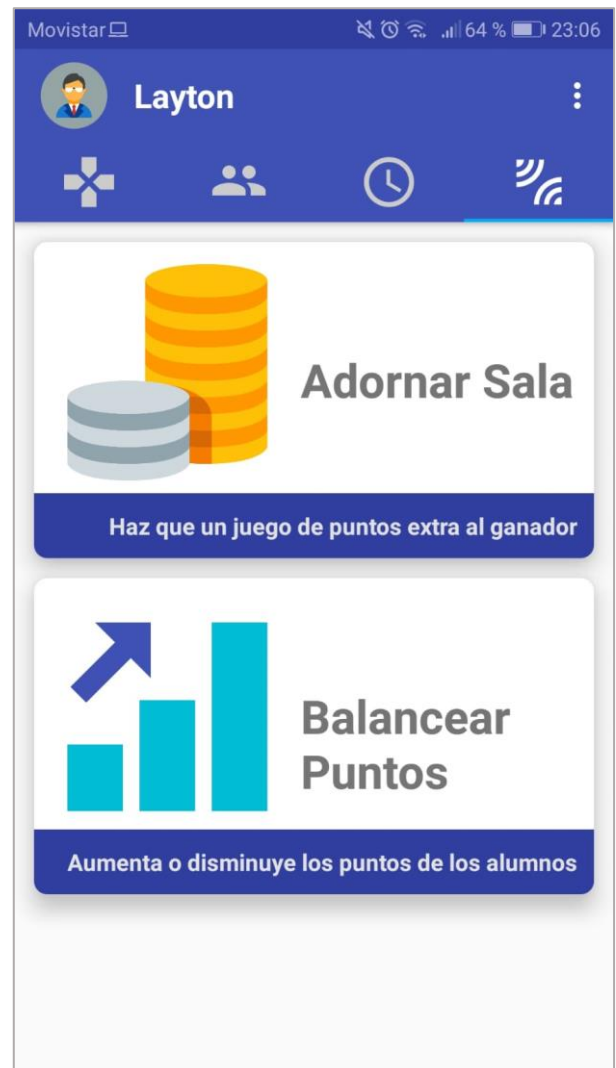 Movistar 64 % 23:06
Layton
Adornar Sala
Haz que un juego de puntos extra al ganador
Balancear
Puntos
Aumenta o disminuye los puntos de los alumnos